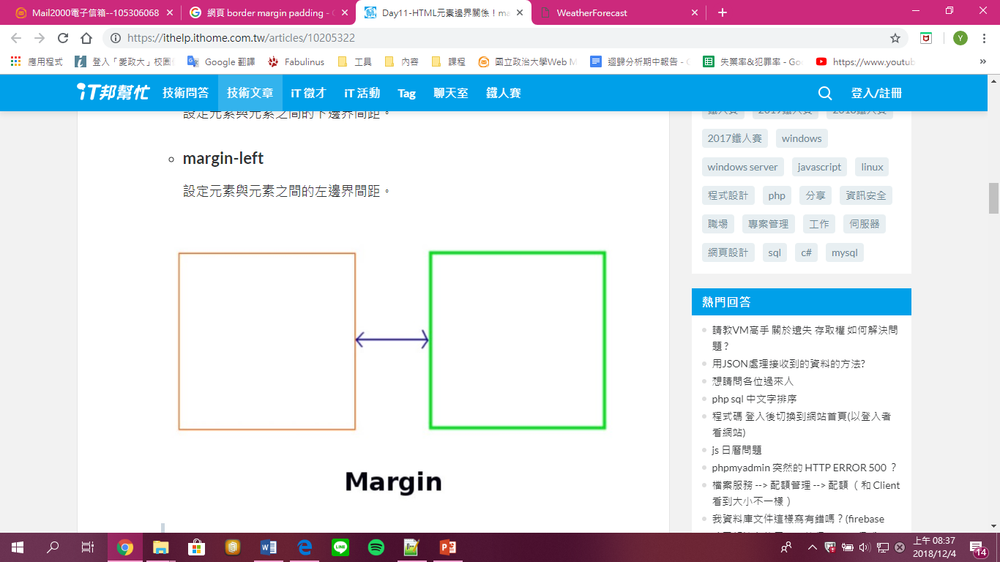 Mail2000電子信箱--105306068
網頁 border margin padding -
Day11-HTML元素邊界關係！ma
WeatherForecast
https://ithelp.ithome.com.tw/articles/10205322
Y
應用程式
登入「愛政大」校園
Google 翻譯
Fabulinus
工具
內容
課程
國立政治大學Web M
迴歸分析期中報告 -
失業率&犯罪率 - Go
https://www.youtub
iT邦幫忙
技術問答
技術文章
iT 徵才
iT 活動
Tag
聊天室
鐵人賽
登入/註冊
設定元素與元素之間的下邊界間距。
margin-left
設定元素與元素之間的左邊界間距。
Margin
鐵人賽
2019鐵人賽
2018鐵人賽
2017鐵人賽
windows
windows server
javascript
linux
程式設計
php
分享
資訊安全
職場
專案管理
工作
伺服器
網頁設計
sql
c#
mysql
熱門回答
請教VM高手 關於遺失 存取權 如何解決問
題？
用JSON處理接收到的資料的方法?
想請問各位過來人
php sql 中文字排序
程式碼 登入後切換到網站首頁(以登入者
看網站)
js 日曆問題
phpmyadmin 突然的 HTTP ERROR 500 ？
檔案服務 --> 配額管理 --> 配額（ 和 Client
看到大小不一樣 )
我資料庫文件這樣寫有錯嗎？(firebase
上午 08:37
2018/12/4
14